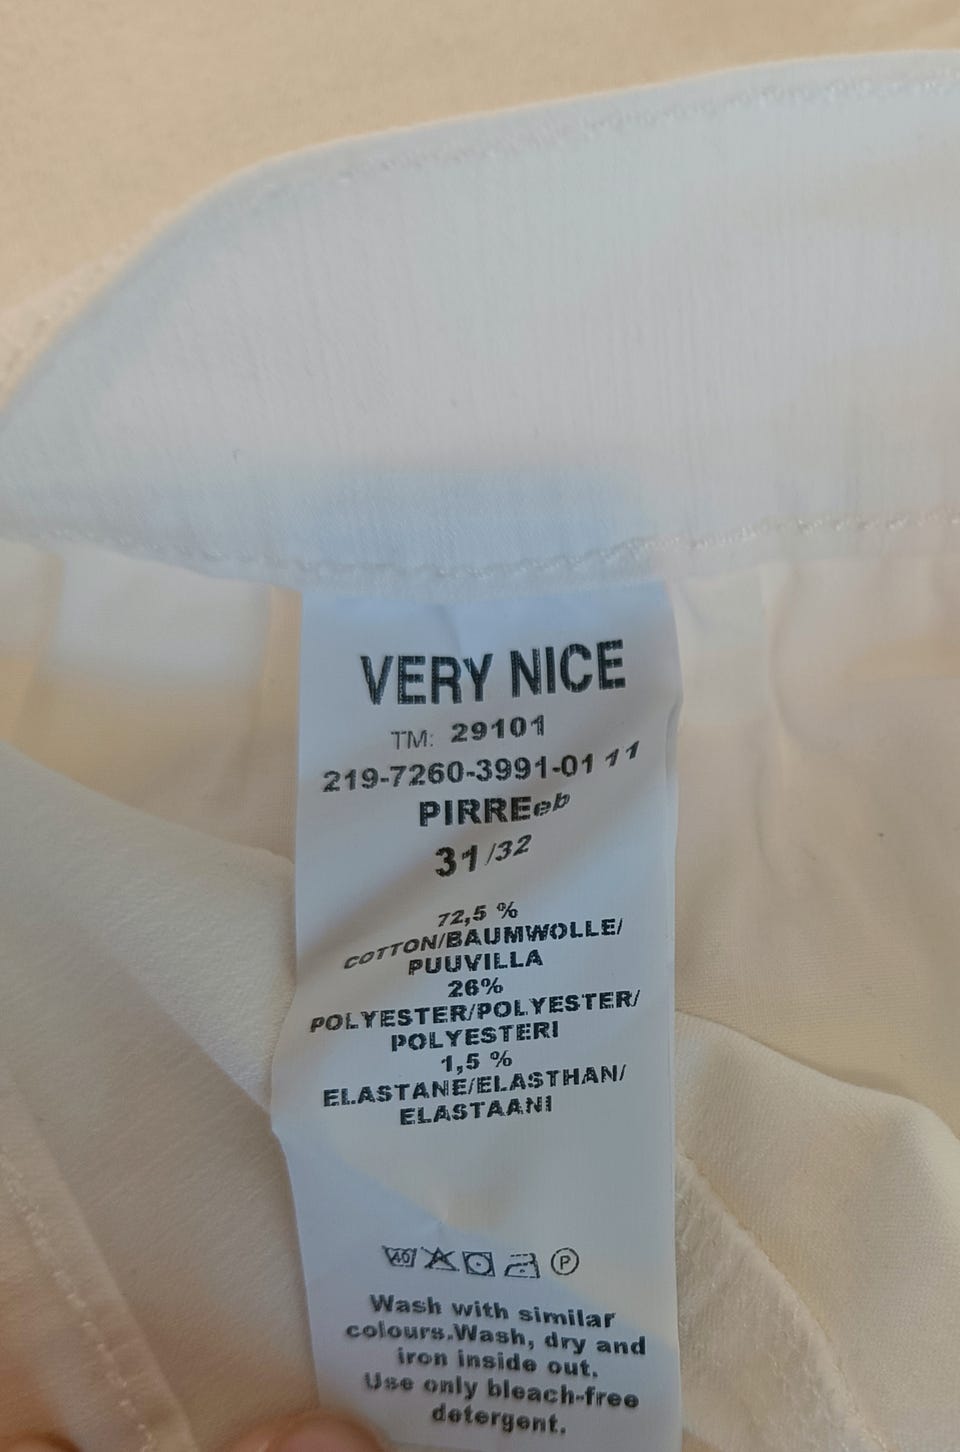 VERY NICE
TM: 29101
219-7260-3991-01 11
PIRREeb
31/32
72,5 %
COTTON/BAUMWOLLE/
PUUVILLA
26%
POLYESTER/POLYESTER/
POLYESTERI
1,5 %
ELASTANE/ELASTHAN/
ELASTAANI
40 P
Wash with similar
colours.Wash, dry and
iron inside out.
Use only bleach-free
detergent.